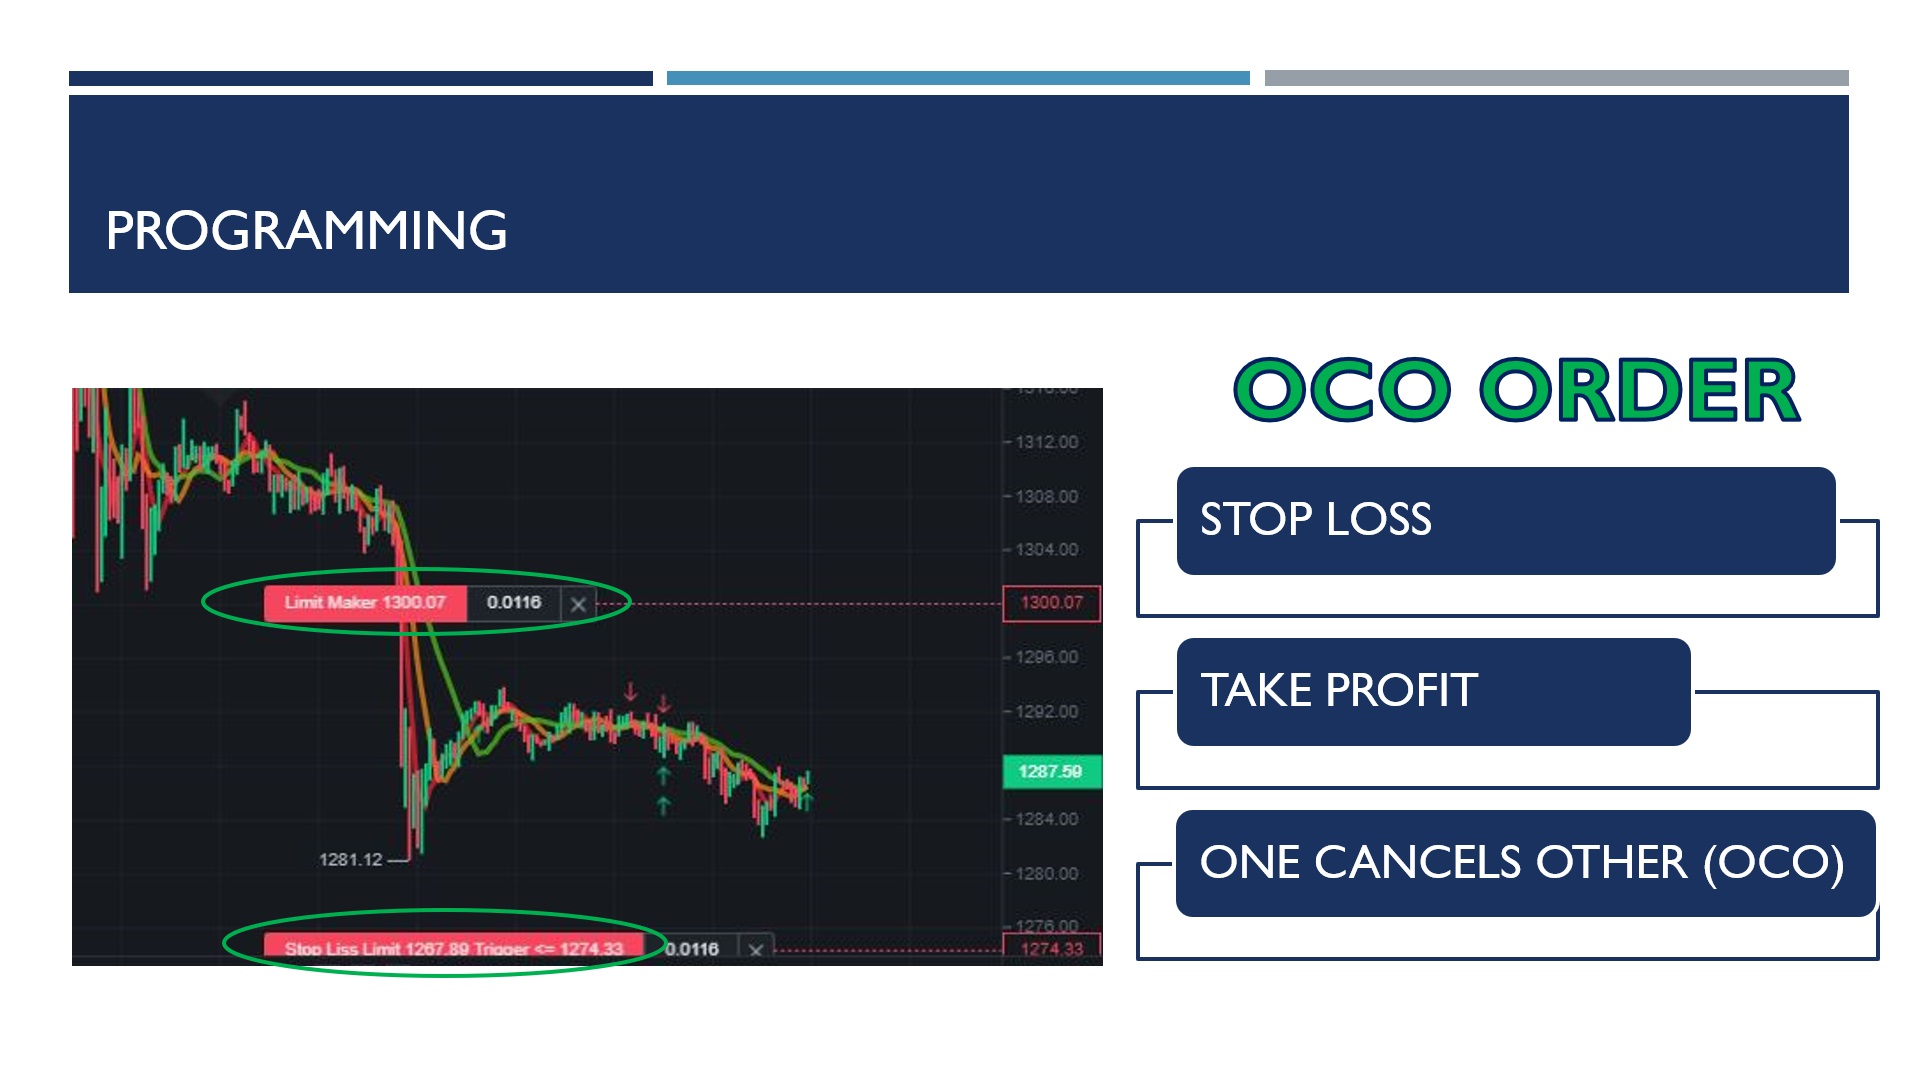 PROGRAMMING
OCO ORDER
STOP LOSS
TAKE PROFIT
ONE CANCELS OTHER (OCO)
1312.00
1308.00
1304.00
Limit Maker 1300.07 0.0116 1300.07
1296.00
1292.00
1287.59
1284.00
1281.12
1280.00
1276.00
Stop Liss Limit 1267.89 Trigger <= 1274.33 0.0116 1274.33